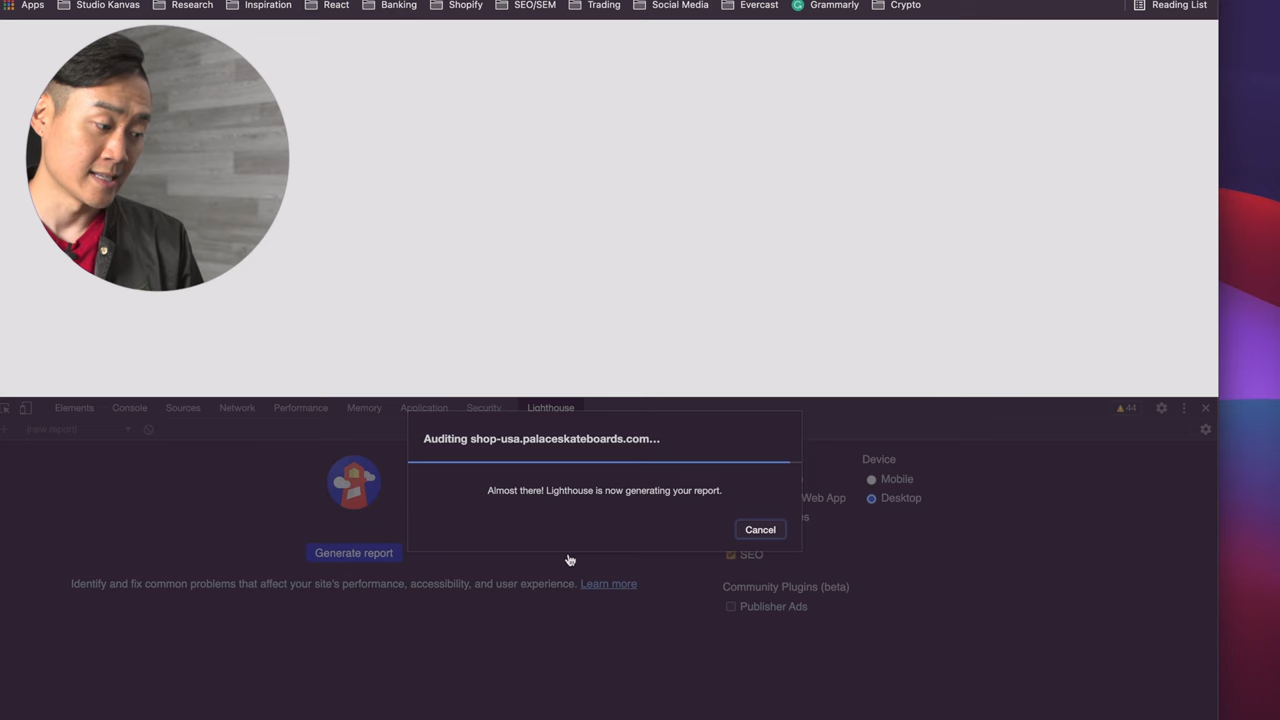 Apps Studio Kanvas Research Inspiration React Banking Shopify SEO/SEM Trading Social Media Evercast Grammarly Crypto Reading List
Elements Console Sources Network Performance Memory Application Security Lighthouse 44
(new report)
Auditing shop-usa.palaceskateboards.com...
Almost there! Lighthouse is now generating your report.
Cancel
Generate report
Identify and fix common problems that affect your site's performance, accessibility, and user experience. Learn more
Device
Mobile
Web App
Desktop
SEO
Community Plugins (beta)
Publisher Ads